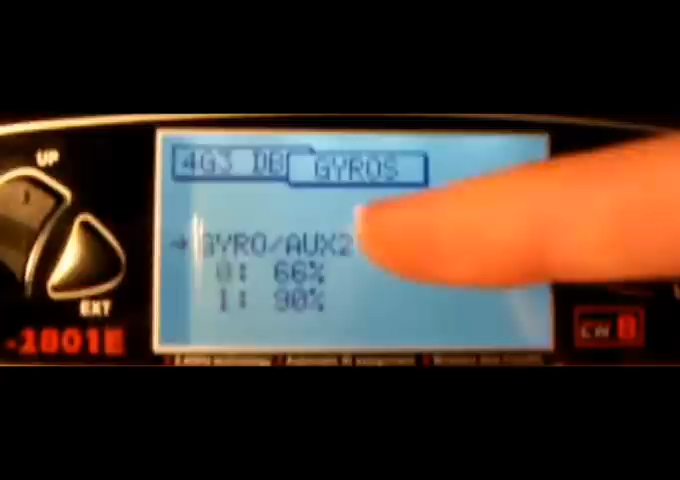 UP
4G3 DB
GYROS
→ GYRO/AUX2
0: 66%
1: 90%
EXT
-2801E